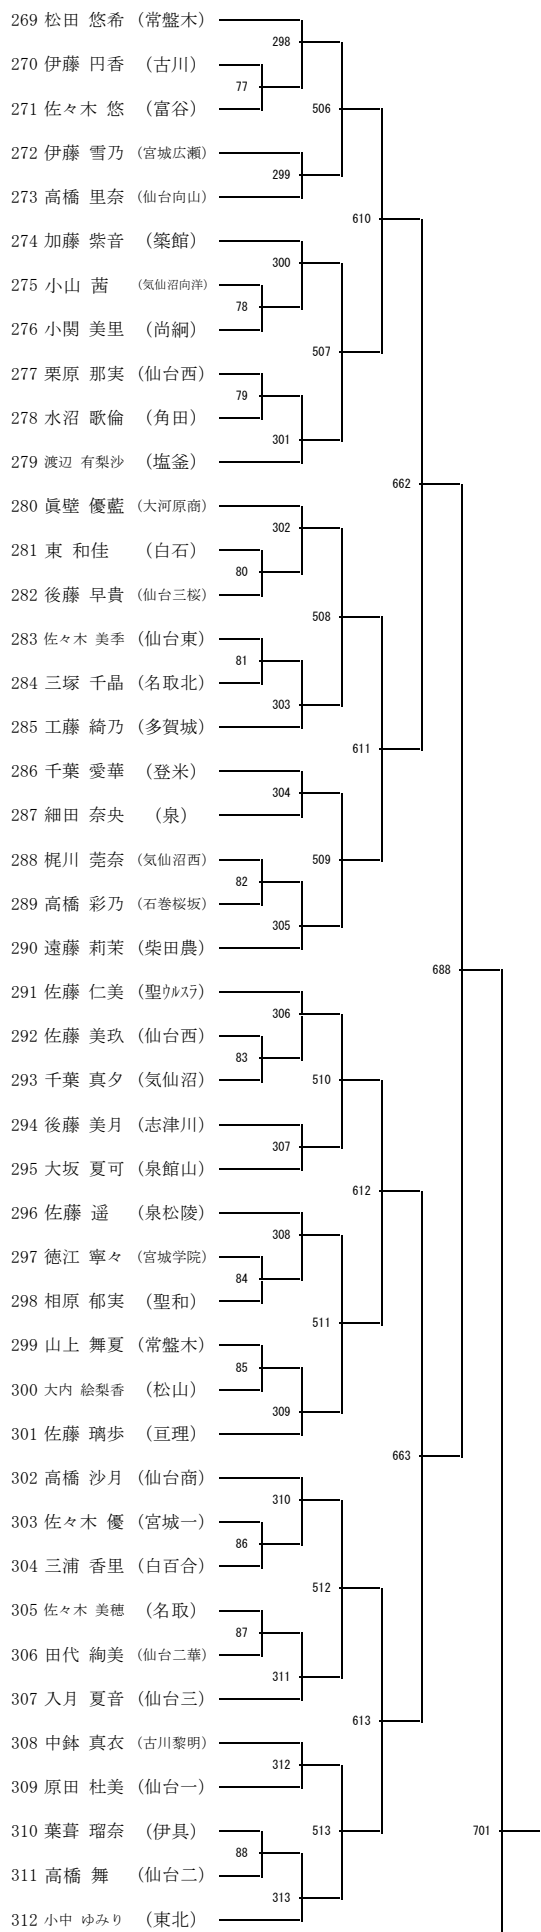 269 松田 悠希 (常盤木)
298
270 伊藤 円香 (古川)
77
271 佐々木 悠 (富谷)
506
272 伊藤 雪乃 (宮城広瀬)
299
273 高橋 里奈 (仙台向山)
610
274 加藤 紫音 (築館)
300
275 小山 茜 (気仙沼向洋)
78
276 小関 美里 (尚絅)
507
277 栗原 那実 (仙台西)
79
278 水沼 歌倫 (角田)
301
279 渡辺 有梨沙 (塩釜)
662
280 眞壁 優藍 (大河原商)
302
281 東 和佳 (白石)
80
282 後藤 早貴 (仙台三桜)
508
283 佐々木 美季 (仙台東)
81
284 三塚 千晶 (名取北)
303
285 工藤 綺乃 (多賀城)
611
286 千葉 愛華 (登米)
304
287 細田 奈央 (泉)
288 梶川 莞奈 (気仙沼西)
509
82
289 高橋 彩乃 (石巻桜坂)
305
290 遠藤 莉茉 (柴田農)
688
291 佐藤 仁美 (聖ウルスラ)
306
292 佐藤 美玖 (仙台西)
83
293 千葉 真夕 (気仙沼)
510
294 後藤 美月 (志津川)
307
295 大坂 夏可 (泉館山)
612
296 佐藤 遥 (泉松陵)
308
297 徳江 寧々 (宮城学院)
84
298 相原 郁実 (聖和)
511
299 山上 舞夏 (常盤木)
85
300 大内 絵梨香 (松山)
309
301 佐藤 璃歩 (亘理)
663
302 高橋 沙月 (仙台商)
310
303 佐々木 優 (宮城一)
86
304 三浦 香里 (白百合)
512
305 佐々木 美穂 (名取)
87
306 田代 絢美 (仙台二華)
311
307 入月 夏音 (仙台三)
613
308 中鉢 真衣 (古川黎明)
312
309 原田 杜美 (仙台一)
310 葉葺 瑠奈 (伊具)
513
701
88
311 高橋 舞 (仙台二)
313
312 小中 ゆみり (東北)